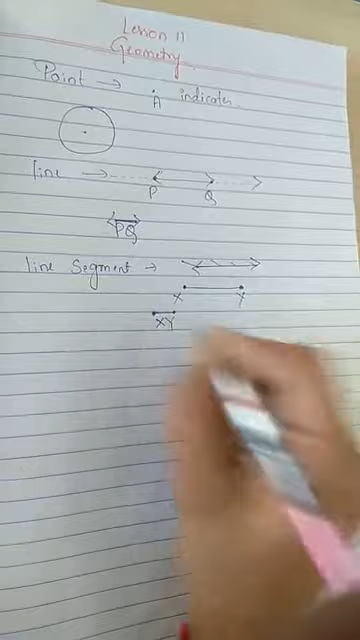 Lesson 11
Geometry
Point → A indicates
line → P Q
PQ
line Segment →
X Y
XY